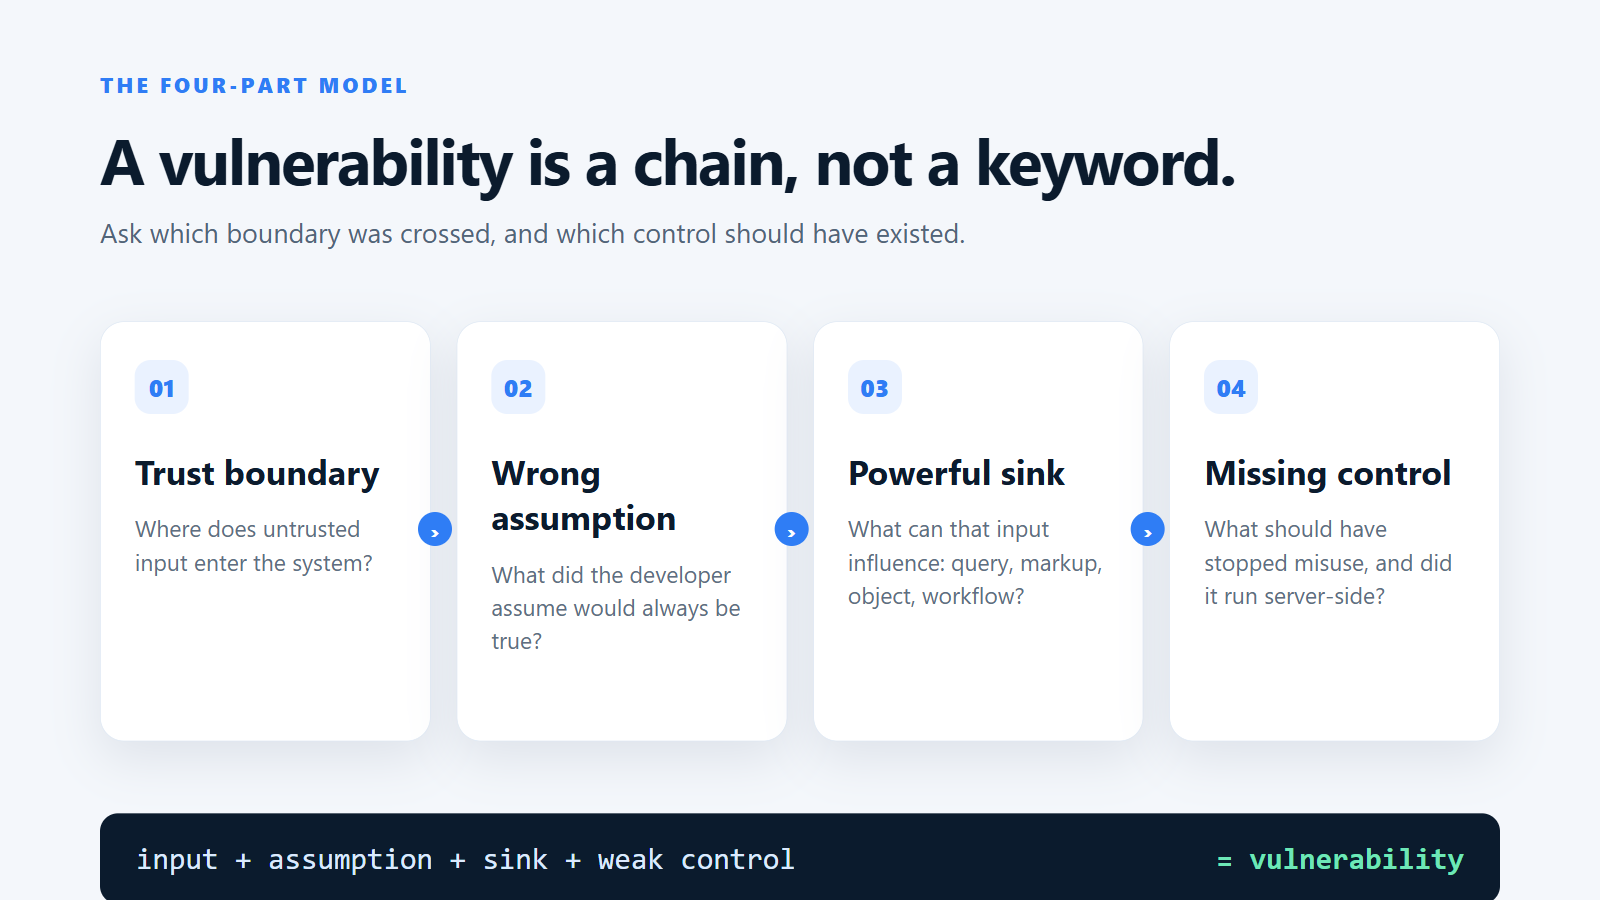 THE FOUR-PART MODEL
A vulnerability is a chain, not a keyword.
Ask which boundary was crossed, and which control should have existed.
01
Trust boundary
Where does untrusted
input enter the system?
›
02
Wrong
assumption
What did the developer
assume would always be
true?
›
03
Powerful sink
What can that input
influence: query, markup,
object, workflow?
›
04
Missing control
What should have
stopped misuse, and did
it run server-side?
input + assumption + sink + weak control
= vulnerability